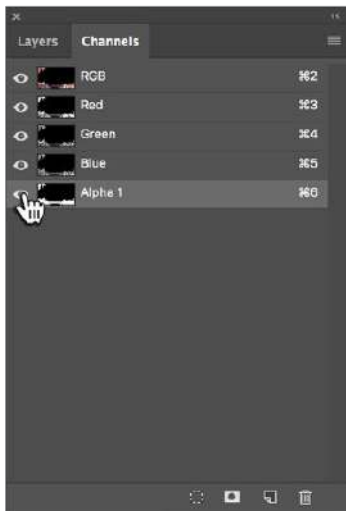 Layers Channels
RGB ⌘2
Red ⌘3
Green ⌘4
Blue ⌘5
Alpha 1 ⌘6